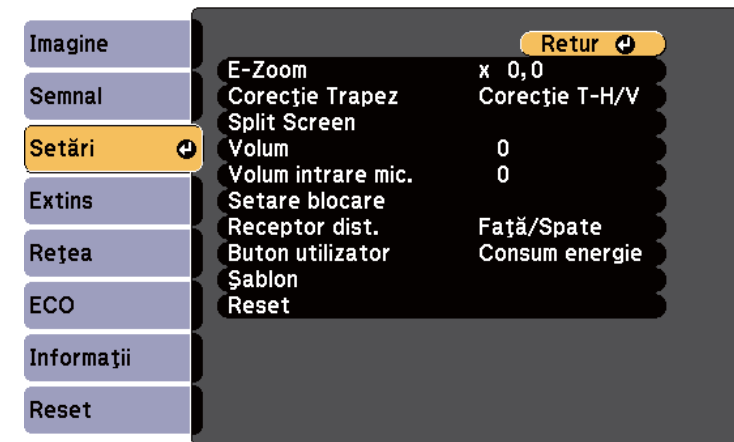 Imagine
Semnal
Setări
Extins
Reţea
ECO
Informaţii
Reset
Retur
E-Zoom x 0,0
Corecţie Trapez Corecţie T-H/V
Split Screen
Volum 0
Volum intrare mic. 0
Setare blocare
Receptor dist. Faţă/Spate
Buton utilizator Consum energie
Şablon
Reset